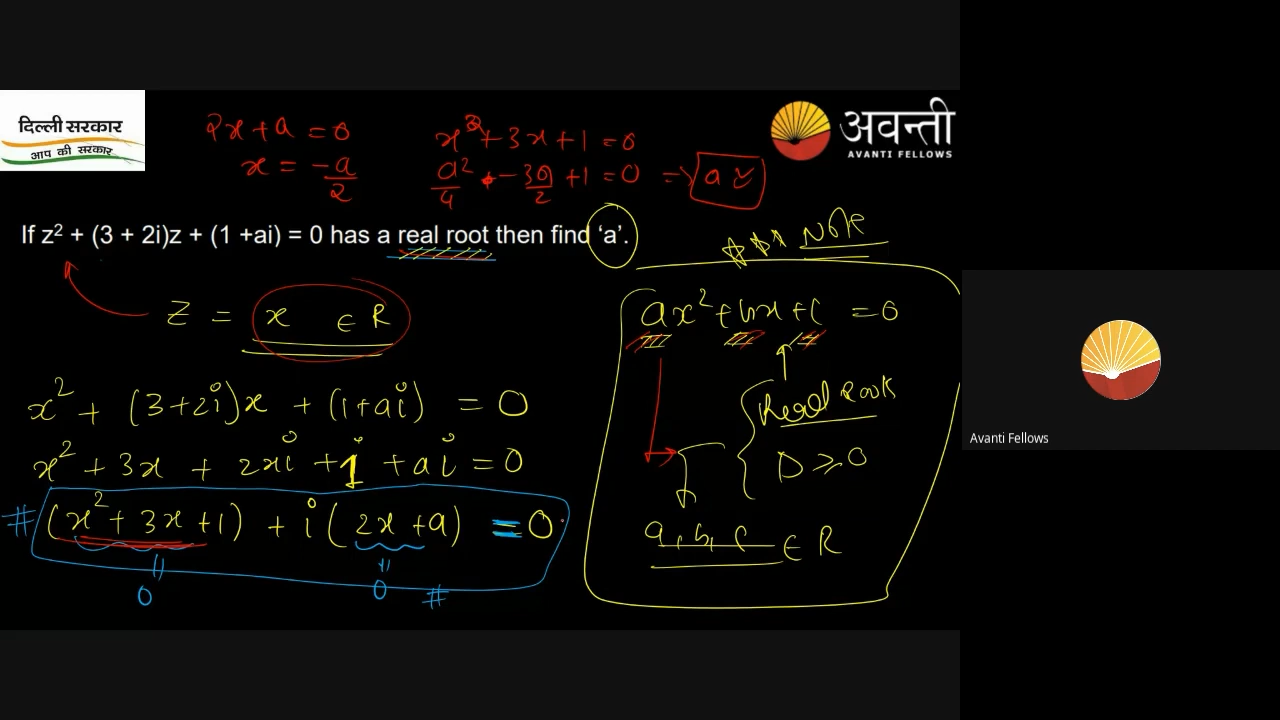 दिल्ली सरकार
आप की सरकार
2x + a = 0
x = -a/2
x² + 3x + 1 = 0
a²/4 - 3a/2 + 1 = 0 => a
अवन्ती
AVANTI FELLOWS
If z² + (3 + 2i)z + (1 +ai) = 0 has a real root then find ‘a’.
Z = x ∈ R
x² + (3+2i)x + (1+ai) = 0
x² + 3x + 2xi + 1 + ai = 0
# (x² + 3x + 1) + i (2x + a) = 0
0
0 #
Note
ax² + bx + c = 0
Real Roots
D ≥ 0
a, b, c ∈ R
Avanti Fellows